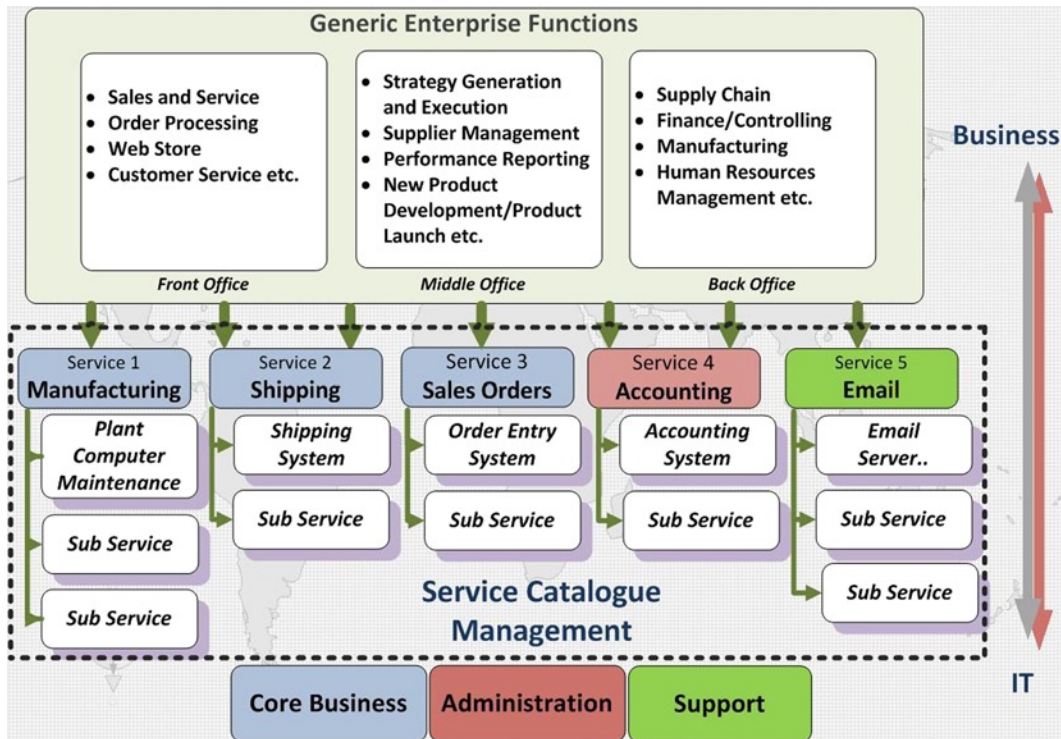 Generic Enterprise Functions
• Sales and Service
• Order Processing
• Web Store
• Customer Service etc.
Front Office
• Strategy Generation
and Execution
• Supplier Management
• Performance Reporting
• New Product
Development/Product
Launch etc.
Middle Office
• Supply Chain
• Finance/Controlling
• Manufacturing
• Human Resources
Management etc.
Back Office
Business
Service 1
Manufacturing
Plant
Computer
Maintenance
Sub Service
Sub Service
Service 2
Shipping
Shipping
System
Sub Service
Service 3
Sales Orders
Order Entry
System
Sub Service
Service 4
Accounting
Accounting
System
Sub Service
Service 5
Email
Email
Server..
Sub Service
Sub Service
Service Catalogue
Management
IT
Core Business
Administration
Support